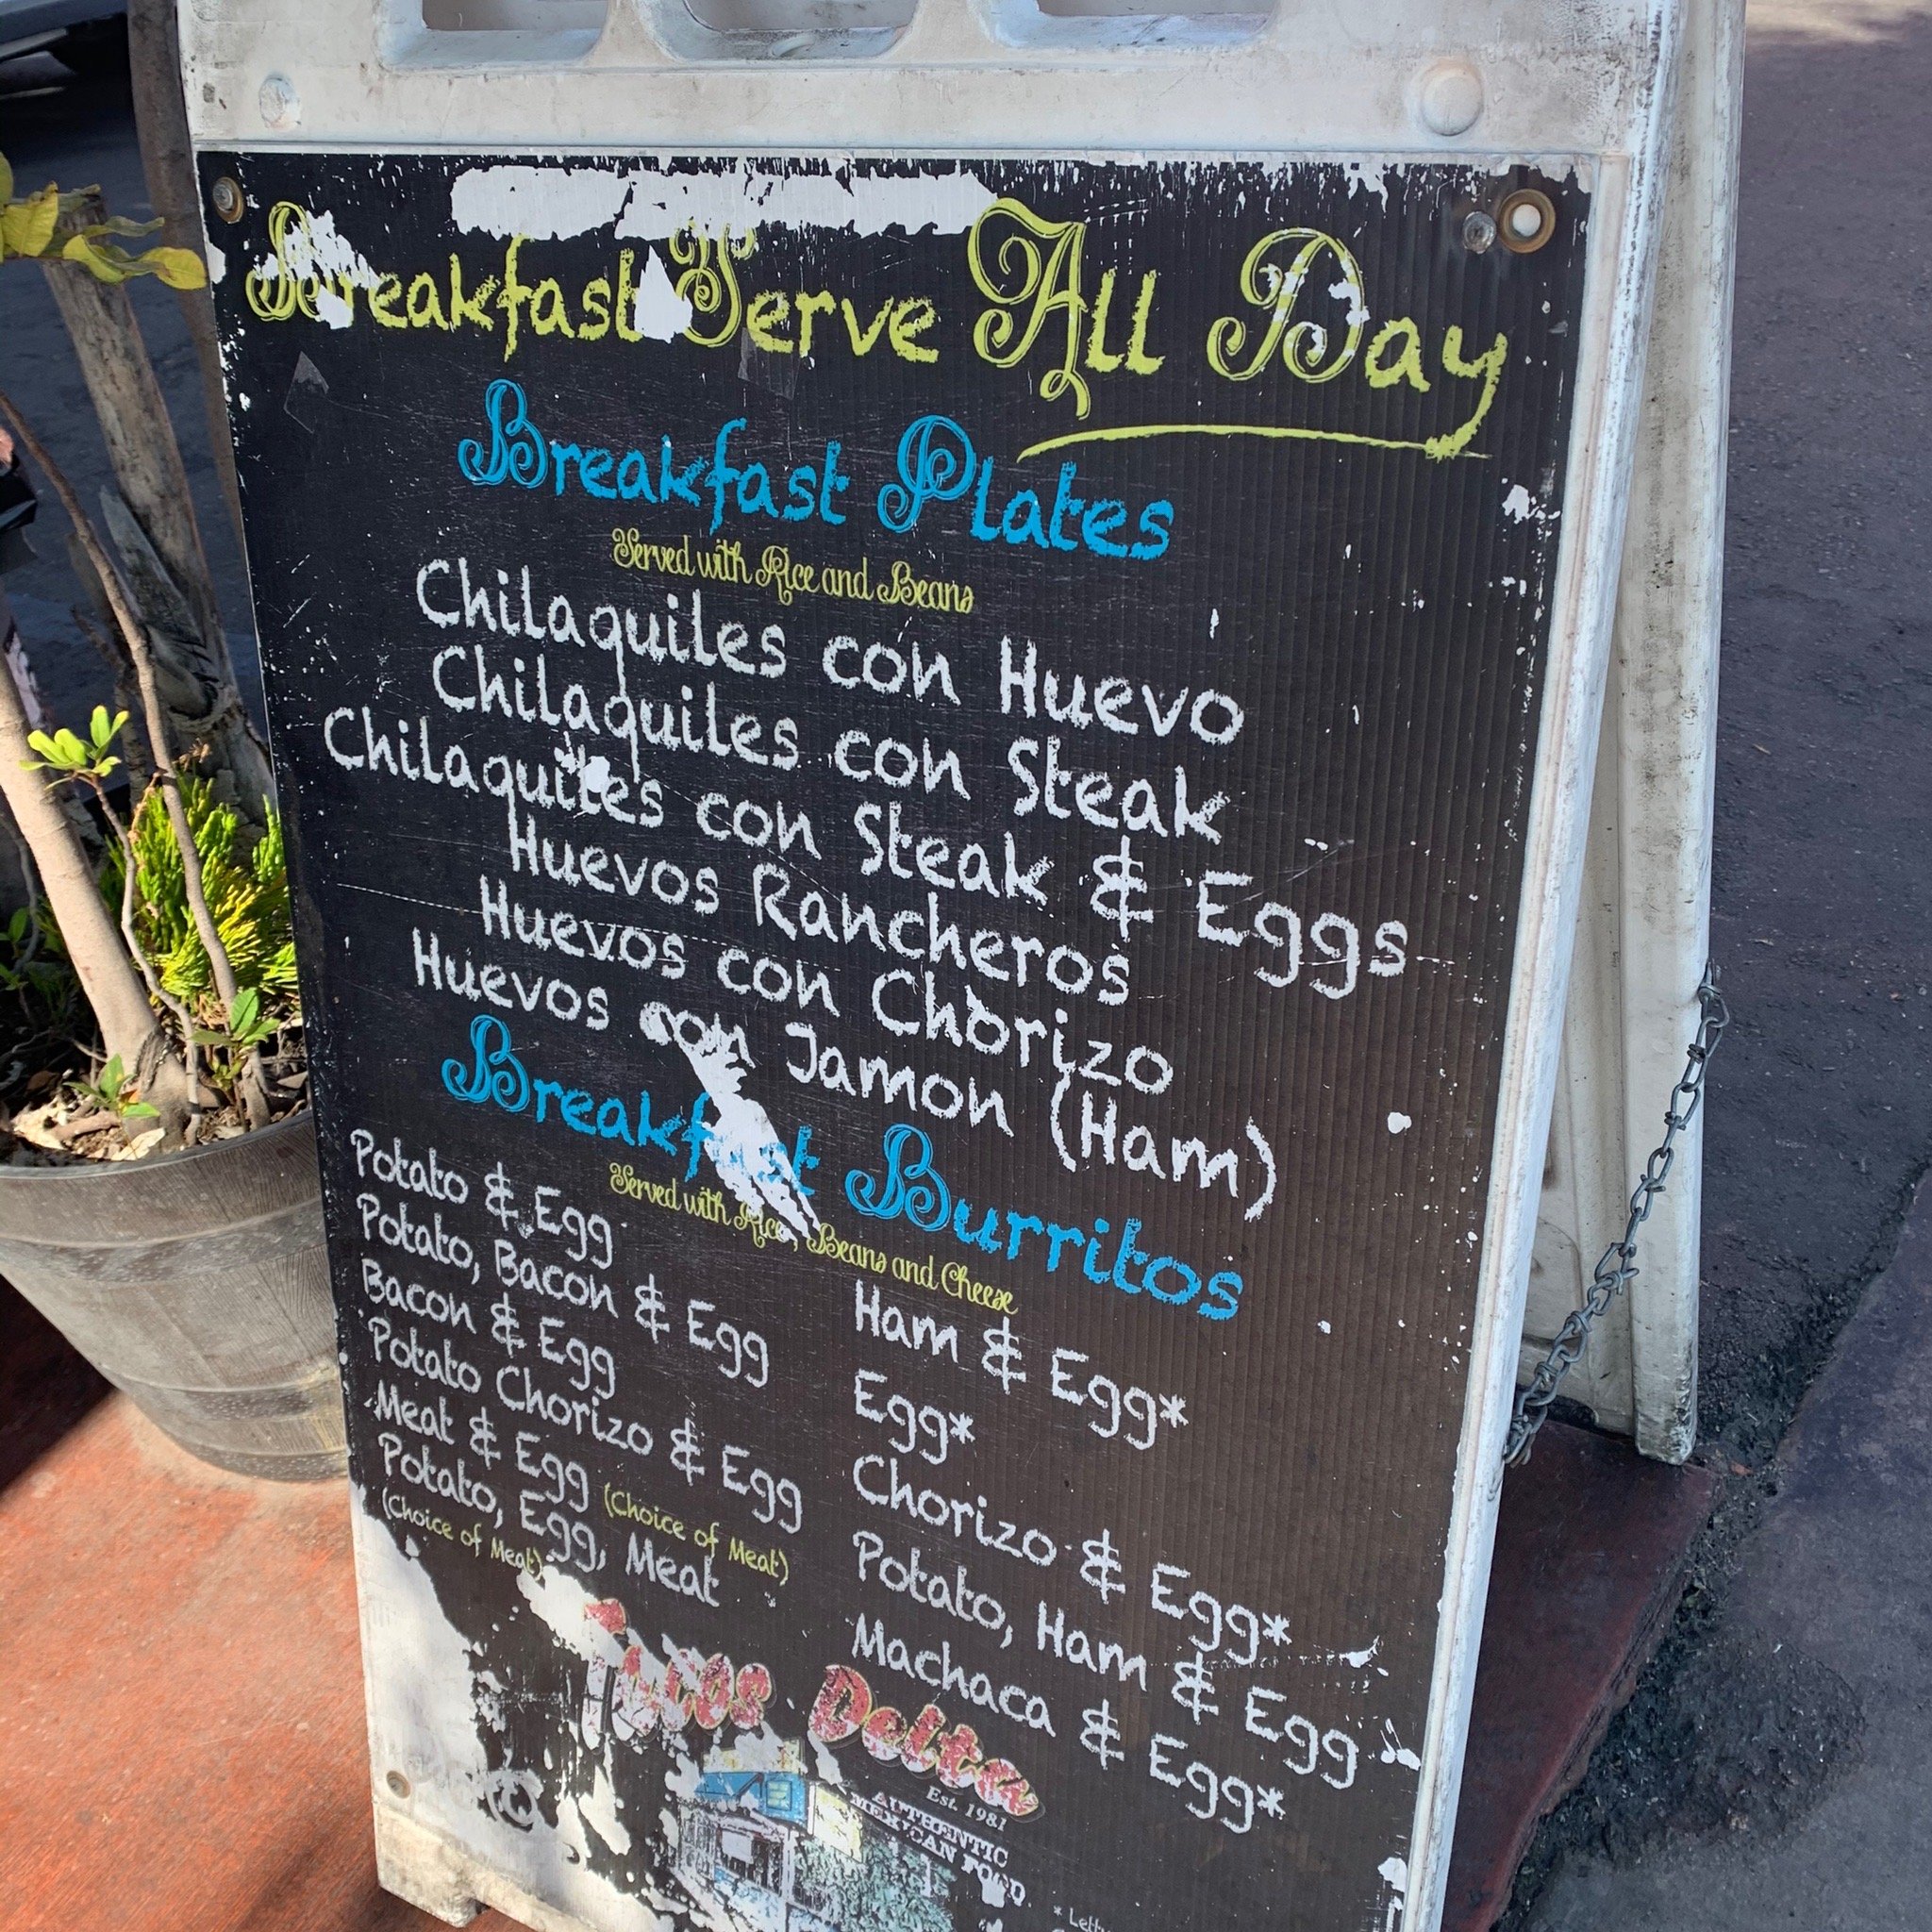 Breakfast Serve All Day
Breakfast Plates
Served with Rice and Beans
Chilaquiles con Huevo
Chilaquiles con Steak
Chilaquiles con Steak & Eggs
Huevos Rancheros
Huevos con Chorizo
Huevos con Jamon (Ham)
Breakfast Burritos
Served with Rice, Beans and Cheese
Potato & Egg
Potato, Bacon & Egg
Bacon & Egg
Potato Chorizo & Egg
Meat & Egg (Choice of Meat)
Potato, Egg, Meat
(Choice of Meat)
Ham & Egg*
Egg*
Chorizo & Egg*
Potato, Ham & Egg
Machaca & Egg*
Tacos Delta
Est. 1981
AUTHENTIC
MEXICAN FOOD